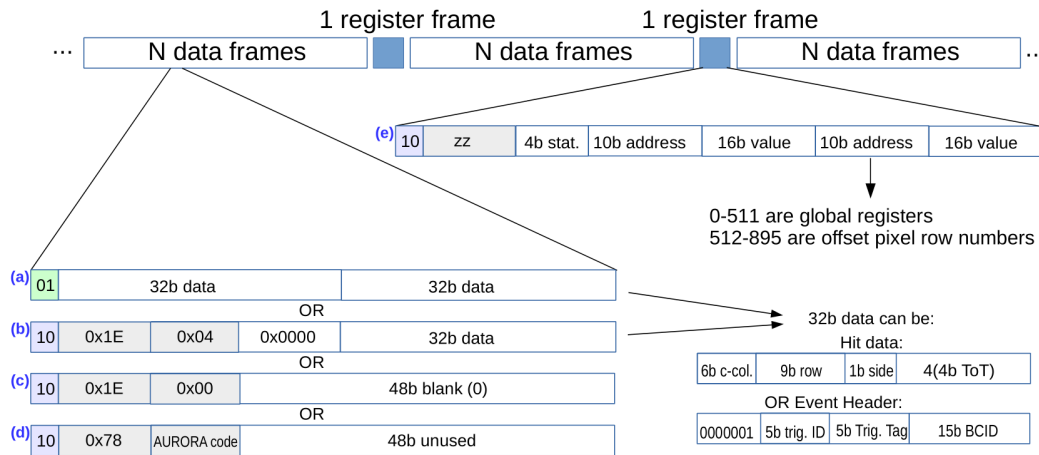 1 register frame 1 register frame
... N data frames N data frames N data frames ..
(e) 10 zz 4b stat. 10b address 16b value 10b address 16b value
0-511 are global registers
512-895 are offset pixel row numbers
(a) 01 32b data 32b data
OR
(b) 10 0x1E 0x04 0x0000 32b data
OR
(c) 10 0x1E 0x00 48b blank (0)
OR
(d) 10 0x78 AURORA code 48b unused
32b data can be:
Hit data:
6b c-col. 9b row 1b side 4(4b ToT)
OR Event Header:
0000001 5b trig. ID 5b Trig. Tag 15b BCID